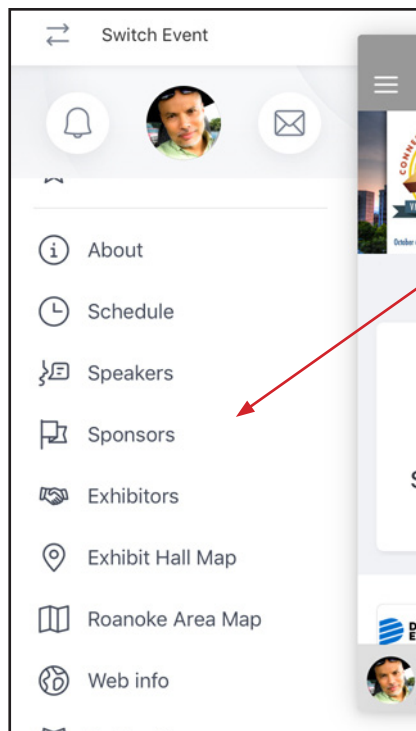 Switch Event
About
Schedule
Speakers
Sponsors
Exhibitors
Exhibit Hall Map
Roanoke Area Map
Web info